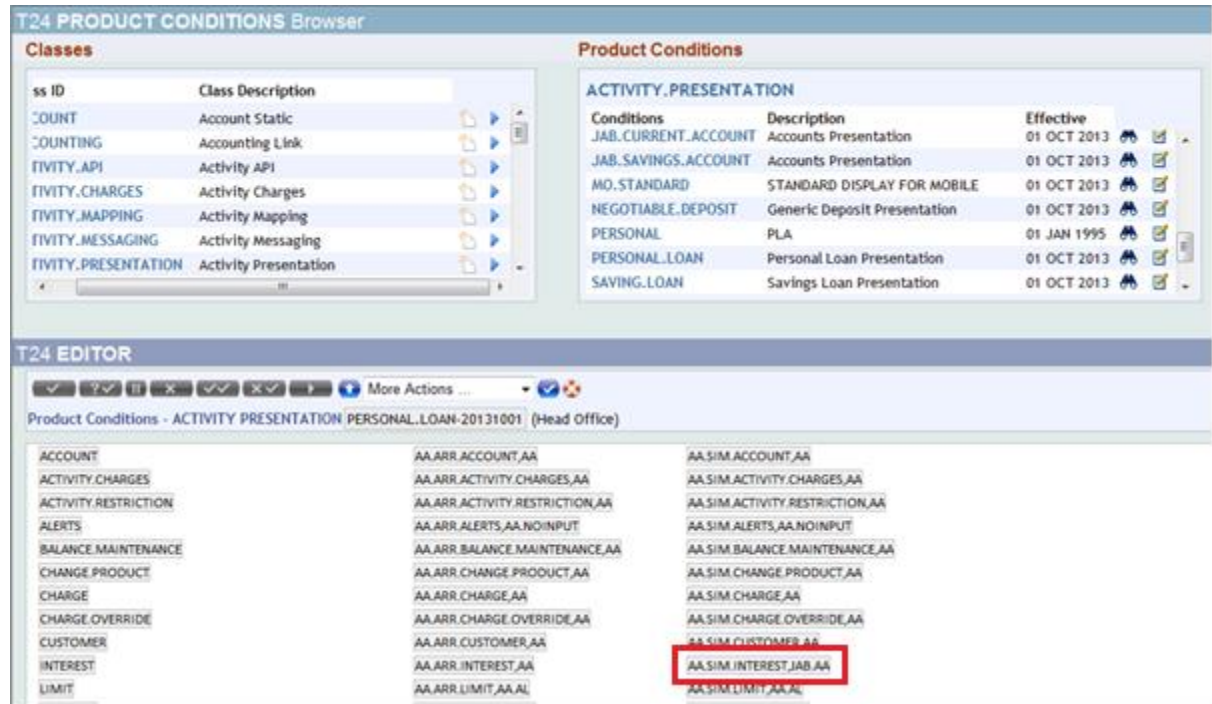 T24 PRODUCT CONDITIONS Browser
Classes
ss ID Class Description
COUNT Account Static
COUNTING Accounting Link
TIVITY.API Activity API
TIVITY.CHARGES Activity Charges
TIVITY.MAPPING Activity Mapping
TIVITY.MESSAGING Activity Messaging
TIVITY.PRESENTATION Activity Presentation
Product Conditions
ACTIVITY.PRESENTATION
Conditions Description Effective
JAB.CURRENT.ACCOUNT Accounts Presentation 01 OCT 2013
JAB.SAVINGS.ACCOUNT Accounts Presentation 01 OCT 2013
MO.STANDARD STANDARD DISPLAY FOR MOBILE 01 OCT 2013
NEGOTIABLE.DEPOSIT Generic Deposit Presentation 01 OCT 2013
PERSONAL PLA 01 JAN 1995
PERSONAL.LOAN Personal Loan Presentation 01 OCT 2013
SAVING.LOAN Savings Loan Presentation 01 OCT 2013
T24 EDITOR
More Actions ...
Product Conditions - ACTIVITY PRESENTATION PERSONAL.LOAN-20131001 (Head Office)
ACCOUNT AA.ARR.ACCOUNT,AA AA.SIM.ACCOUNT,AA
ACTIVITY.CHARGES AA.ARR.ACTIVITY.CHARGES,AA AA.SIM.ACTIVITY.CHARGES,AA
ACTIVITY.RESTRICTION AA.ARR.ACTIVITY.RESTRICTION,AA AA.SIM.ACTIVITY.RESTRICTION,AA
ALERTS AA.ARR.ALERTS,AA.NOINPUT AA.SIM.ALERTS,AA.NOINPUT
BALANCE.MAINTENANCE AA.ARR.BALANCE.MAINTENANCE,AA AA.SIM.BALANCE.MAINTENANCE,AA
CHANGE.PRODUCT AA.ARR.CHANGE.PRODUCT,AA AA.SIM.CHANGE.PRODUCT,AA
CHARGE AA.ARR.CHARGE,AA AA.SIM.CHARGE,AA
CHARGE.OVERRIDE AA.ARR.CHARGE.OVERRIDE,AA AA.SIM.CHARGE.OVERRIDE,AA
CUSTOMER AA.ARR.CUSTOMER,AA AA.SIM.CUSTOMER,AA
INTEREST AA.ARR.INTEREST,AA AA.SIM.INTEREST,JAB.AA
LIMIT AA.ARR.LIMIT,AA.AL AA.SIM.LIMIT,AA.AL